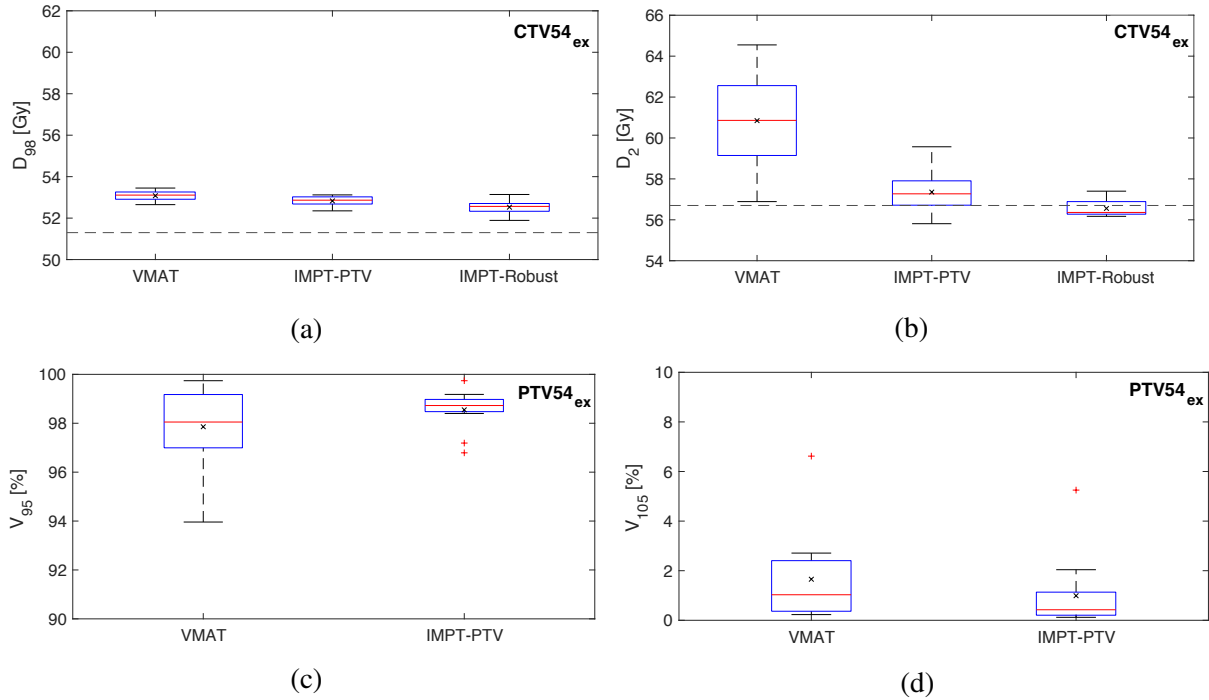 62
60
58
56
54
52
50
D98 [Gy]
CTV54ex
VMAT
IMPT-PTV
IMPT-Robust
(a)
66
64
62
60
58
56
54
D2 [Gy]
CTV54ex
VMAT
IMPT-PTV
IMPT-Robust
(b)
100
98
96
94
92
90
V95 [%]
PTV54ex
VMAT
IMPT-PTV
(c)
10
8
6
4
2
0
V105 [%]
PTV54ex
VMAT
IMPT-PTV
(d)